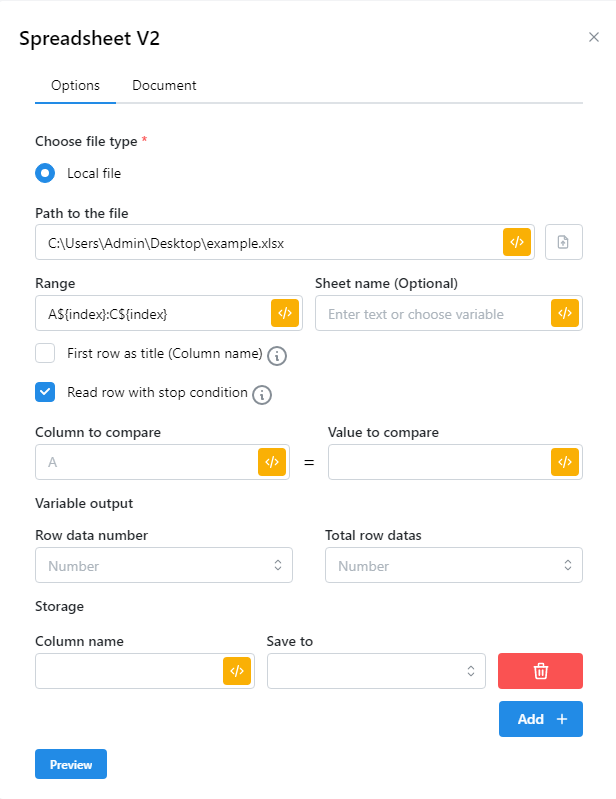 Spreadsheet V2
Options Document
Choose file type *
Local file
Path to the file
C:\Users\Admin\Desktop\example.xlsx
Range Sheet name (Optional)
A${index}:C${index} Enter text or choose variable
First row as title (Column name)
Read row with stop condition
Column to compare Value to compare
A =
Variable output
Row data number Total row datas
Number Number
Storage
Column name Save to
Add +
Preview